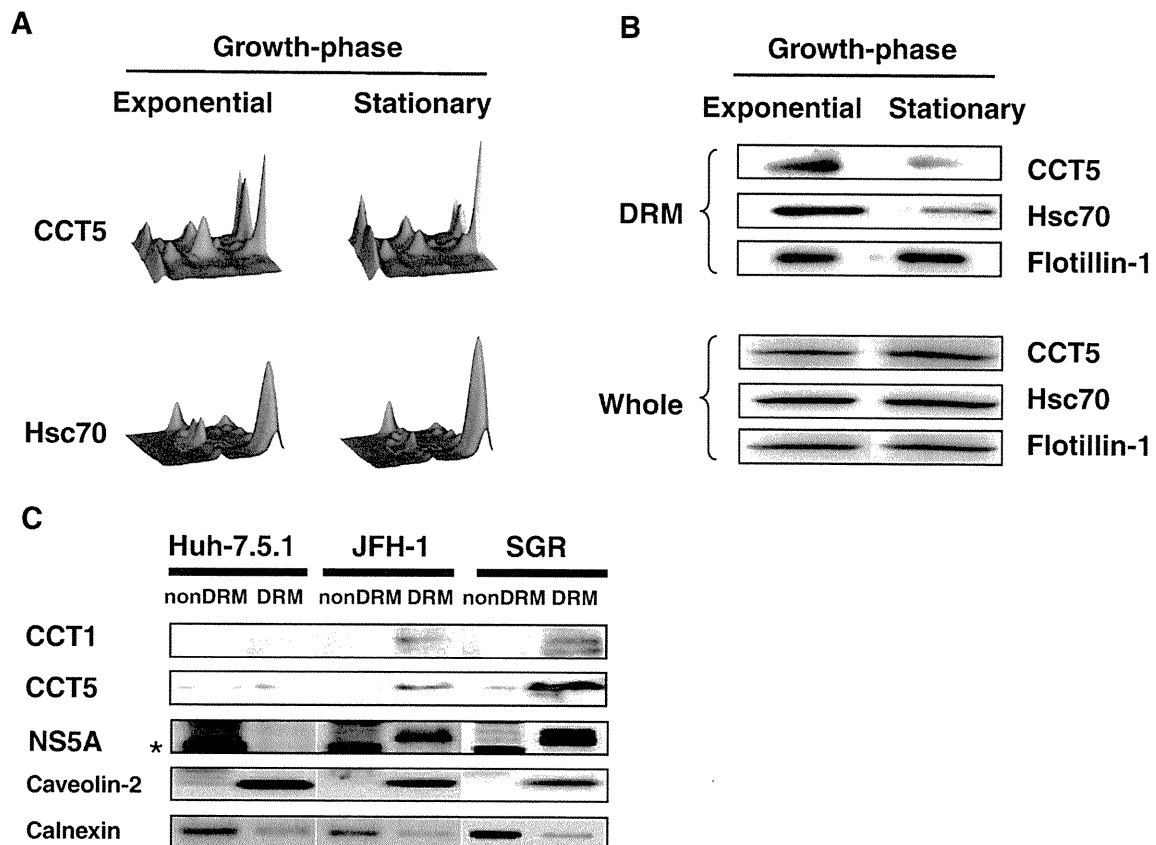 A
Growth-phase
Exponential Stationary
CCT5
Hsc70
B
Growth-phase
Exponential Stationary
DRM
CCT5
Hsc70
Flotillin-1
Whole
CCT5
Hsc70
Flotillin-1
C
Huh-7.5.1 JFH-1 SGR
nonDRM DRM nonDRM DRM nonDRM DRM
CCT1
CCT5
NS5A *
Caveolin-2
Calnexin